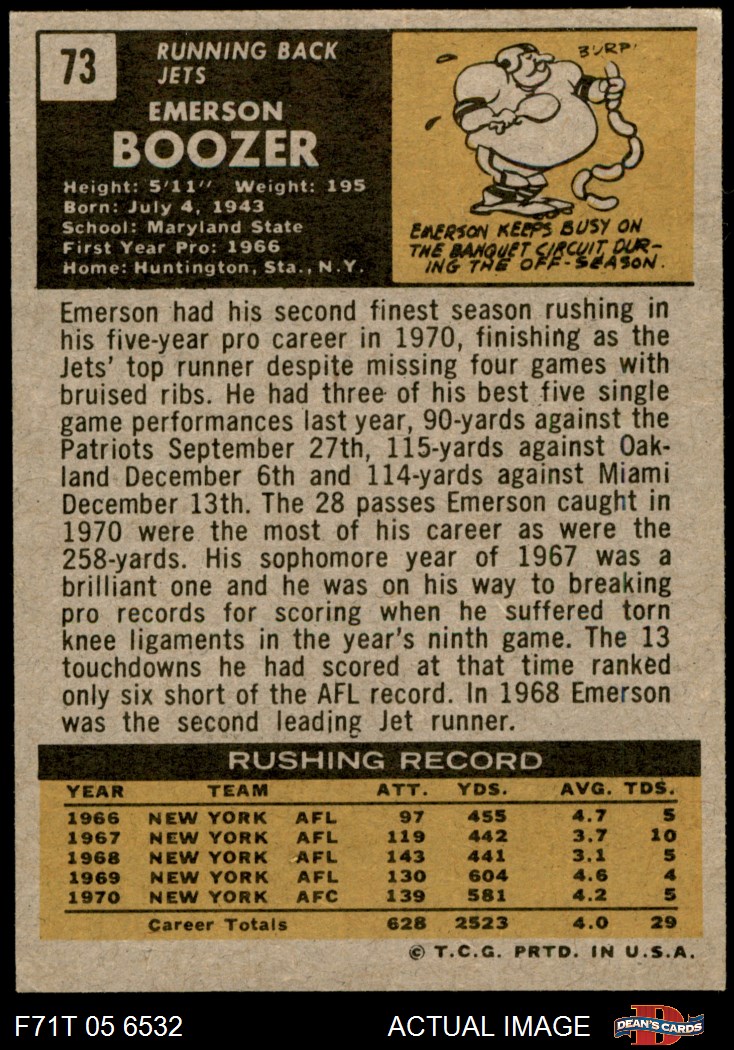 73
RUNNING BACK
JETS
EMERSON
BOOZER
Height: 5'11" Weight: 195
Born: July 4, 1943
School: Maryland State
First Year Pro: 1966
Home: Huntington, Sta., N.Y.
BURP!
EMERSON KEEPS BUSY ON
THE BANQUET CIRCUIT DUR-
ING THE OFF-SEASON.
Emerson had his second finest season rushing in
his five-year pro career in 1970, finishing as the
Jets' top runner despite missing four games with
bruised ribs. He had three of his best five single
game performances last year, 90-yards against the
Patriots September 27th, 115-yards against Oak-
land December 6th and 114-yards against Miami
December 13th. The 28 passes Emerson caught in
1970 were the most of his career as were the
258-yards. His sophomore year of 1967 was a
brilliant one and he was on his way to breaking
pro records for scoring when he suffered torn
knee ligaments in the year's ninth game. The 13
touchdowns he had scored at that time ranked
only six short of the AFL record. In 1968 Emerson
was the second leading Jet runner.
RUSHING RECORD
YEAR TEAM ATT. YDS. AVG. TDS.
1966 NEW YORK AFL 97 455 4.7 5
1967 NEW YORK AFL 119 442 3.7 10
1968 NEW YORK AFL 143 441 3.1 5
1969 NEW YORK AFL 130 604 4.6 4
1970 NEW YORK AFC 139 581 4.2 5
Career Totals 628 2523 4.0 29
© T.C.G. PRTD. IN U.S.A.
F71T 05 6532 ACTUAL IMAGE D DEAN'S CARDS